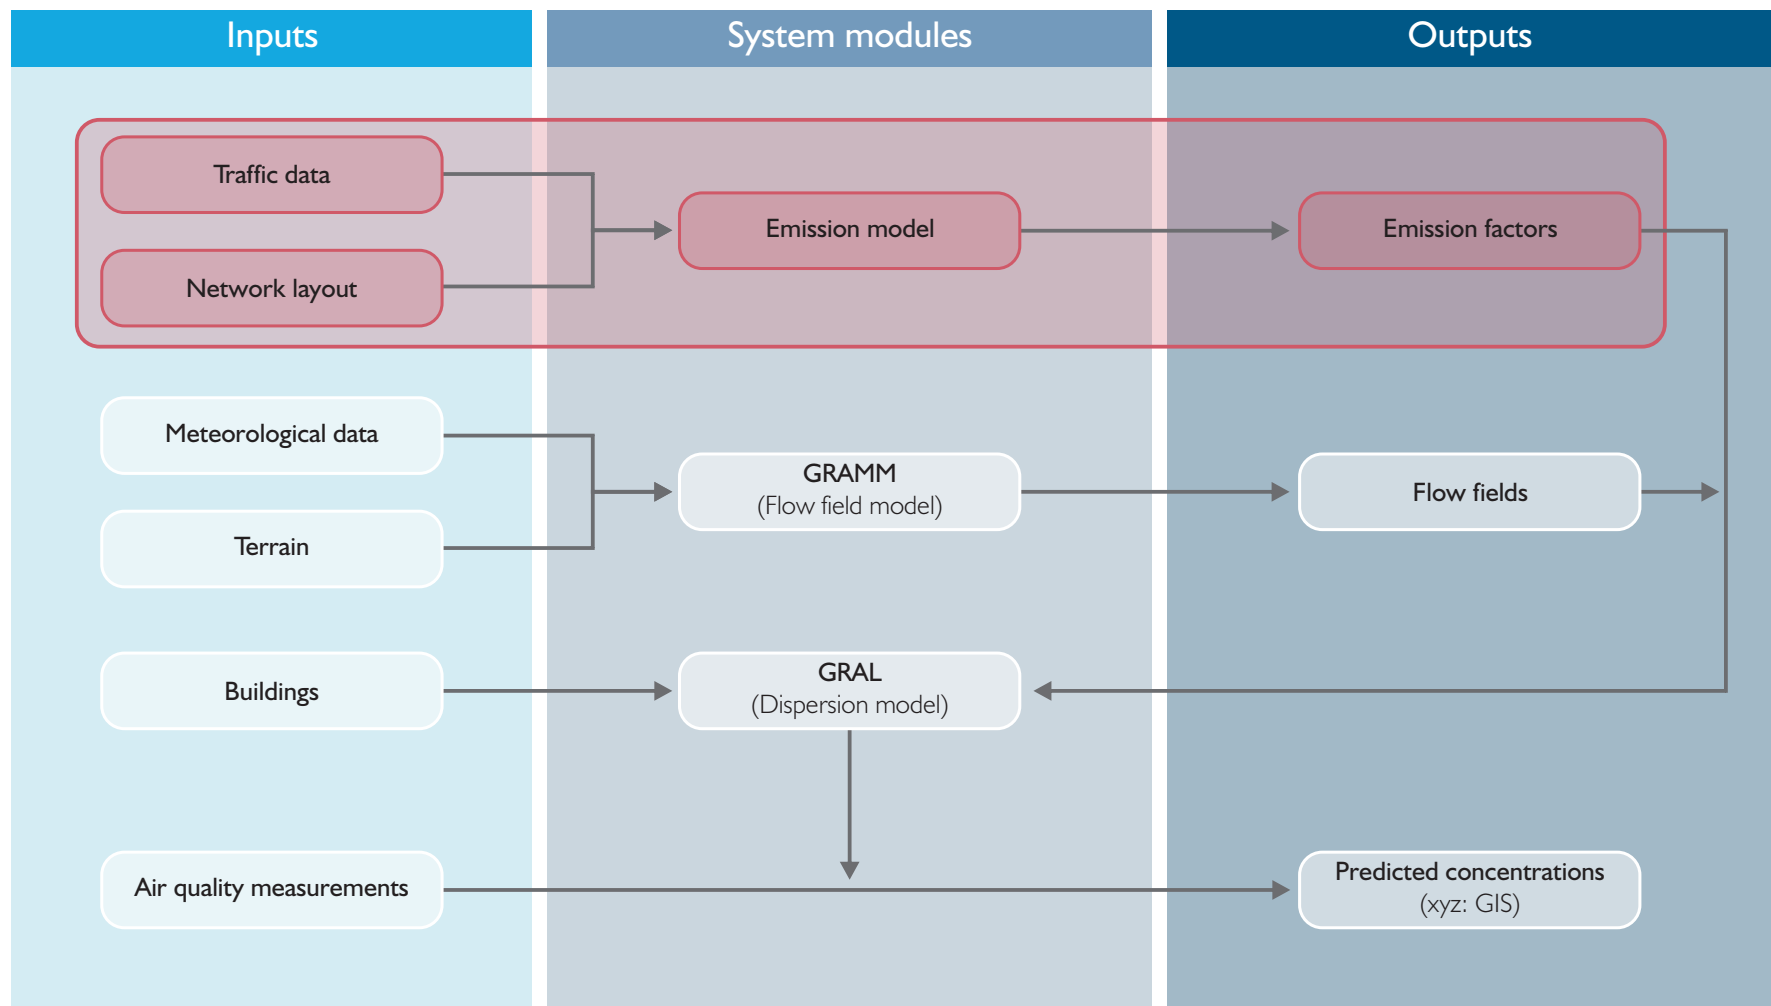 Inputs
System modules
Outputs
Traffic data
Network layout
Emission model
Emission factors
Meteorological data
Terrain
GRAMM
(Flow field model)
Flow fields
Buildings
GRAL
(Dispersion model)
Air quality measurements
Predicted concentrations
(xyz: GIS)